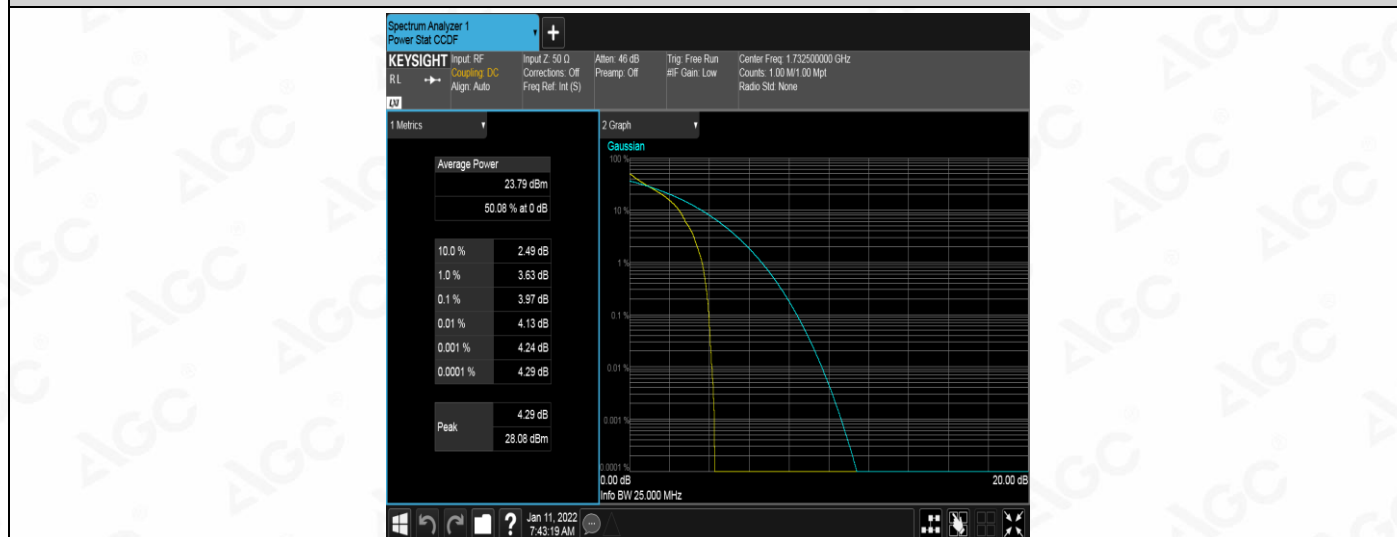 Spectrum Analyzer 1
Power Stat CCDF
+
KEYSIGHT
Input: RF
Input Z: 50 Ω
Atten: 46 dB
Trig: Free Run
Center Freq: 1.732500000 GHz
RL
Coupling: DC
Corrections: Off
Preamp: Off
#IF Gain: Low
Counts: 1.00 M/1.00 Mpt
Align: Auto
Freq Ref: Int (S)
Radio Std: None
LXI
1 Metrics
2 Graph
Gaussian
Average Power
23.79 dBm
50.08 % at 0 dB
10.0 % 2.49 dB
1.0 % 3.63 dB
0.1 % 3.97 dB
0.01 % 4.13 dB
0.001 % 4.24 dB
0.0001 % 4.29 dB
Peak
4.29 dB
28.08 dBm
100 %
10 %
1 %
0.1 %
0.01 %
0.001 %
0.0001 %
0.00 dB
20.00 dB
Info BW 25.000 MHz
?
Jan 11, 2022
7:43:19 AM
AGC